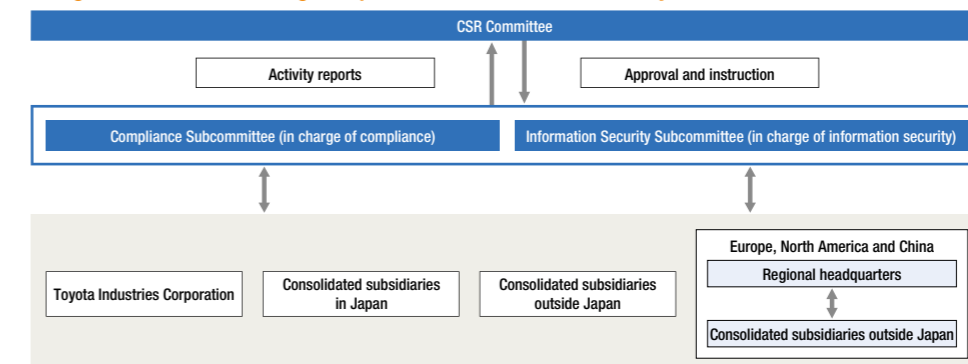 CSR Committee
Activity reports
Approval and instruction
Compliance Subcommittee (in charge of compliance)
Information Security Subcommittee (in charge of information security)
Europe, North America and China
Regional headquarters
Toyota Industries Corporation
Consolidated subsidiaries
in Japan
Consolidated subsidiaries
outside Japan
Consolidated subsidiaries outside Japan